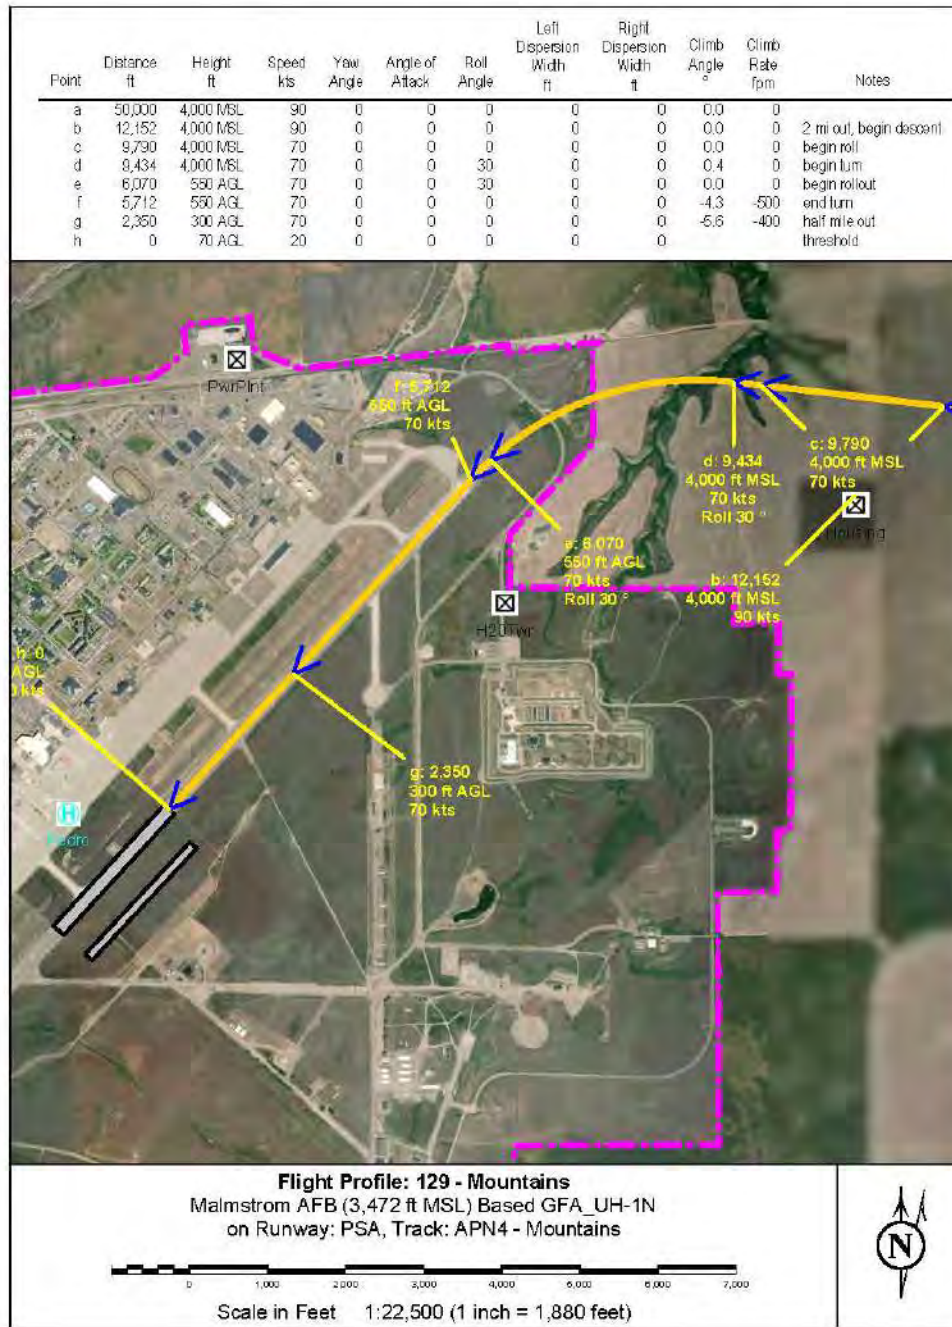 Point Distance ft Height ft Speed kts Yaw Angle Angle of Attack Roll Angle Left Dispersion Width ft Right Dispersion Width ft Climb Angle ° Climb Rate fpm Notes
a 50,000 4,000 MSL 90 0 0 0 0 0 0.0 0
b 12,152 4,000 MSL 90 0 0 0 0 0 0.0 0 2 mi out, begin descent
c 9,790 4,000 MSL 70 0 0 0 0 0 0.0 0 begin roll
d 9,434 4,000 MSL 70 0 0 30 0 0 0.4 0 begin turn
e 6,070 550 AGL 70 0 0 30 0 0 0.0 0 begin rollout
f 5,712 550 AGL 70 0 0 0 0 0 -4.3 -500 end turn
g 2,350 300 AGL 70 0 0 0 0 0 -5.6 -400 half mile out
h 0 70 AGL 20 0 0 0 0 0 threshold
PwrPlnt
f: 5,712
550 ft AGL
70 kts
d: 9,434
4,000 ft MSL
70 kts
Roll 30 °
c: 9,790
4,000 ft MSL
70 kts
Housing
e: 6,070
550 ft AGL
70 kts
Roll 30 °
b: 12,152
4,000 ft MSL
90 kts
H20Twr
h: 0
AGL
kts
g: 2,350
300 ft AGL
70 kts
H
Flight Profile: 129 - Mountains
Malmstrom AFB (3,472 ft MSL) Based GFA_UH-1N
on Runway: PSA, Track: APN4 - Mountains
N
0 1,000 2,000 3,000 4,000 5,000 6,000 7,000
Scale in Feet 1:22,500 (1 inch = 1,880 feet)